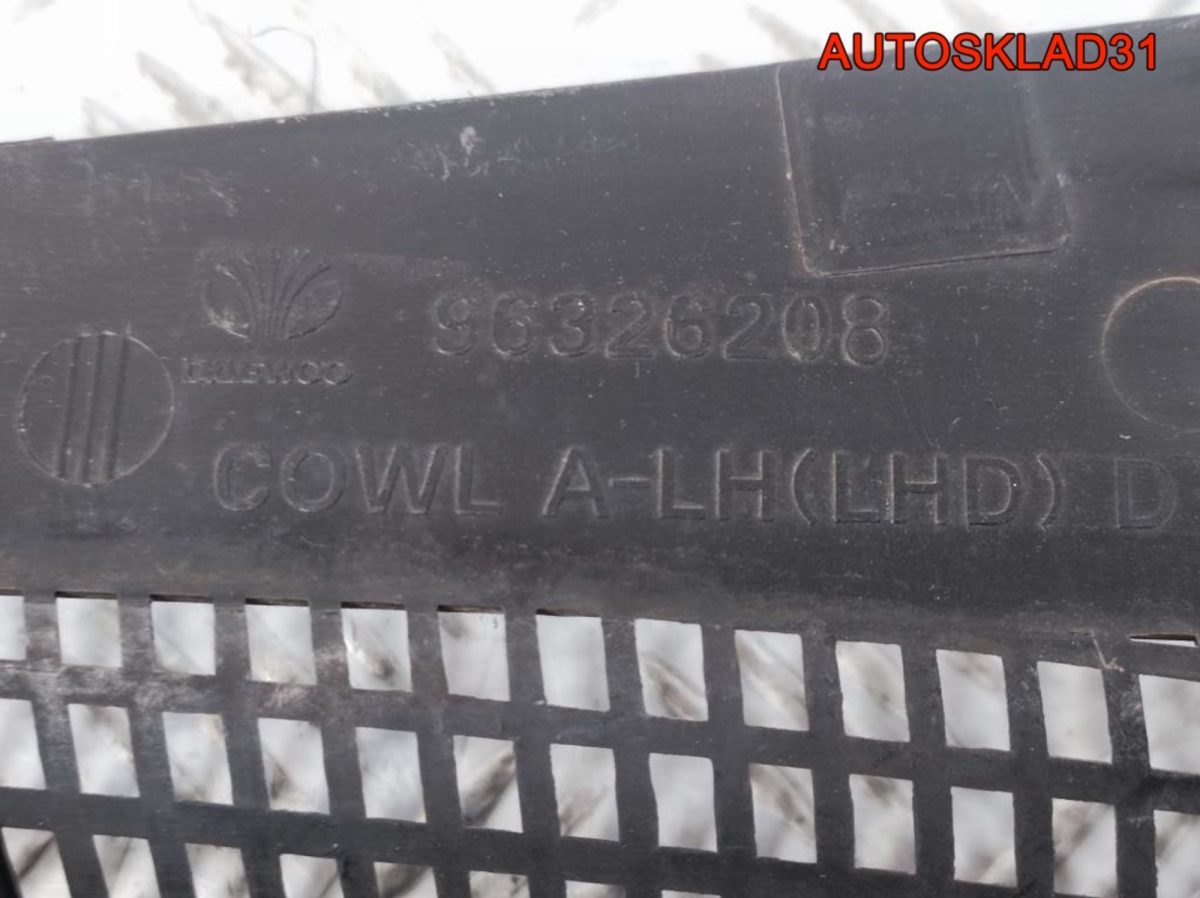 AUTOSKLAD31
96326208
DAEWOO
COWL A-LH(LHD) D